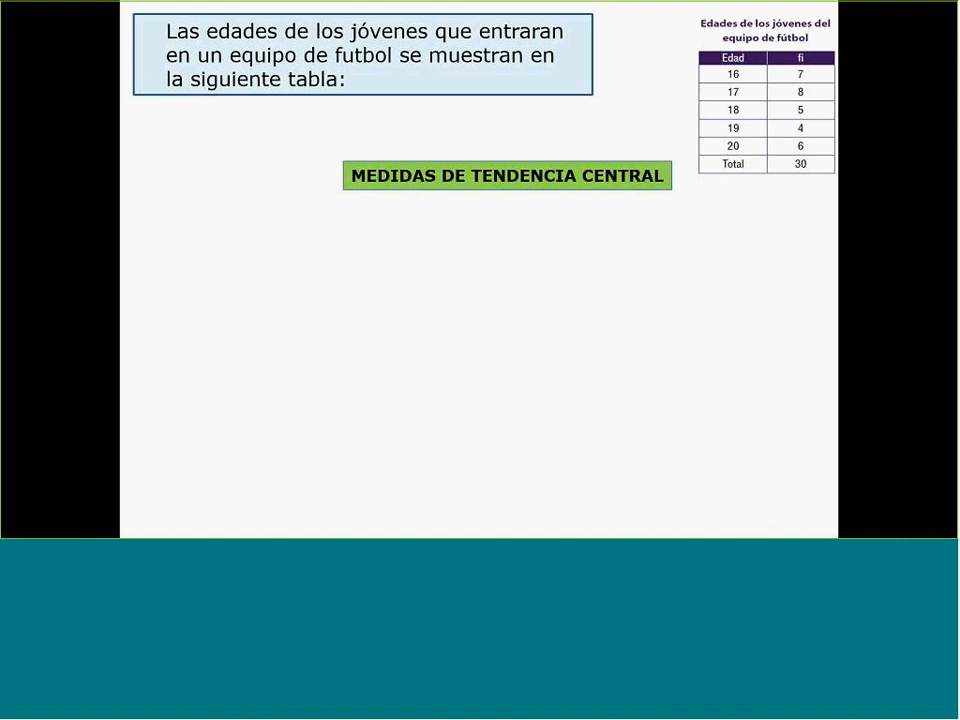 Las edades de los jóvenes que entraran
en un equipo de futbol se muestran en
la siguiente tabla:
Edades de los jóvenes del
equipo de fútbol
Edad fi
16 7
17 8
18 5
19 4
20 6
Total 30
MEDIDAS DE TENDENCIA CENTRAL